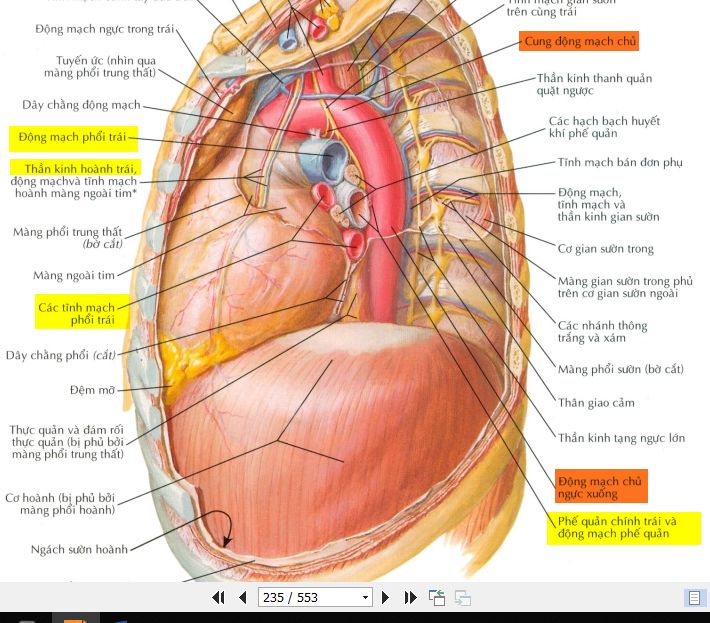 Động mạch ngực trong trái
Tuyến ức (nhìn qua
màng phổi trung thất)
Dây chằng động mạch
Động mạch phổi trái
Thần kinh hoành trái,
động mạchvà tĩnh mạch
hoành màng ngoài tim*
Màng phổi trung thất
(bờ cắt)
Màng ngoài tim
Các tĩnh mạch
phổi trái
Dây chằng phổi (cắt)
Đệm mỡ
Thực quản và đám rối
thực quản (bị phủ bởi
màng phổi trung thất)
Cơ hoành (bị phủ bởi
màng phổi hoành)
Ngách sườn hoành
Tĩnh mạch gian sườn
trên cùng trái
Cung động mạch chủ
Thần kinh thanh quản
quặt ngược
Các hạch bạch huyết
khí phế quản
Tĩnh mạch bán đơn phụ
Động mạch,
tĩnh mạch và
thần kinh gian sườn
Cơ gian sườn trong
Màng gian sườn trong phủ
trên cơ gian sườn ngoài
Các nhánh thông
trắng và xám
Màng phổi sườn (bờ cắt)
Thân giao cảm
Thần kinh tạng ngực lớn
Động mạch chủ
ngực xuống
Phế quản chính trái và
động mạch phế quản
235 / 553